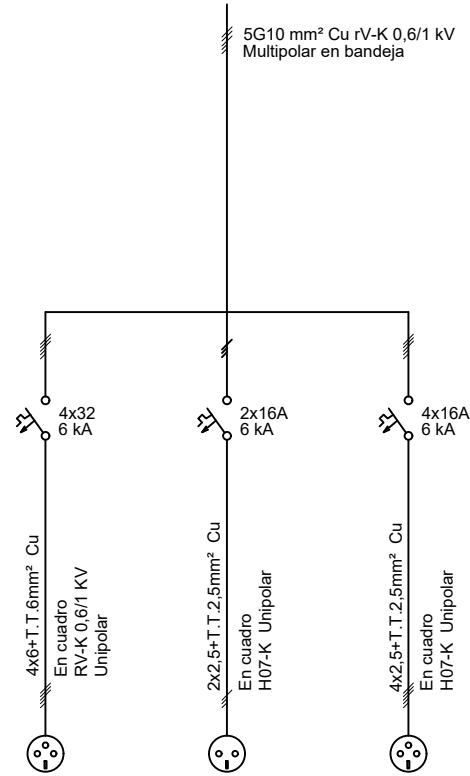 5G10 mm² Cu rV-K 0,6/1 kV
Multipolar en bandeja
4x32
6 kA
2x16A
6 kA
4x16A
6 kA
4x6+T.T.6mm² Cu
En cuadro
RV-K 0,6/1 KV
Unipolar
2x2,5+T.T.2,5mm² Cu
En cuadro
H07-K Unipolar
4x2,5+T.T.2,5mm² Cu
En cuadro
H07-K Unipolar